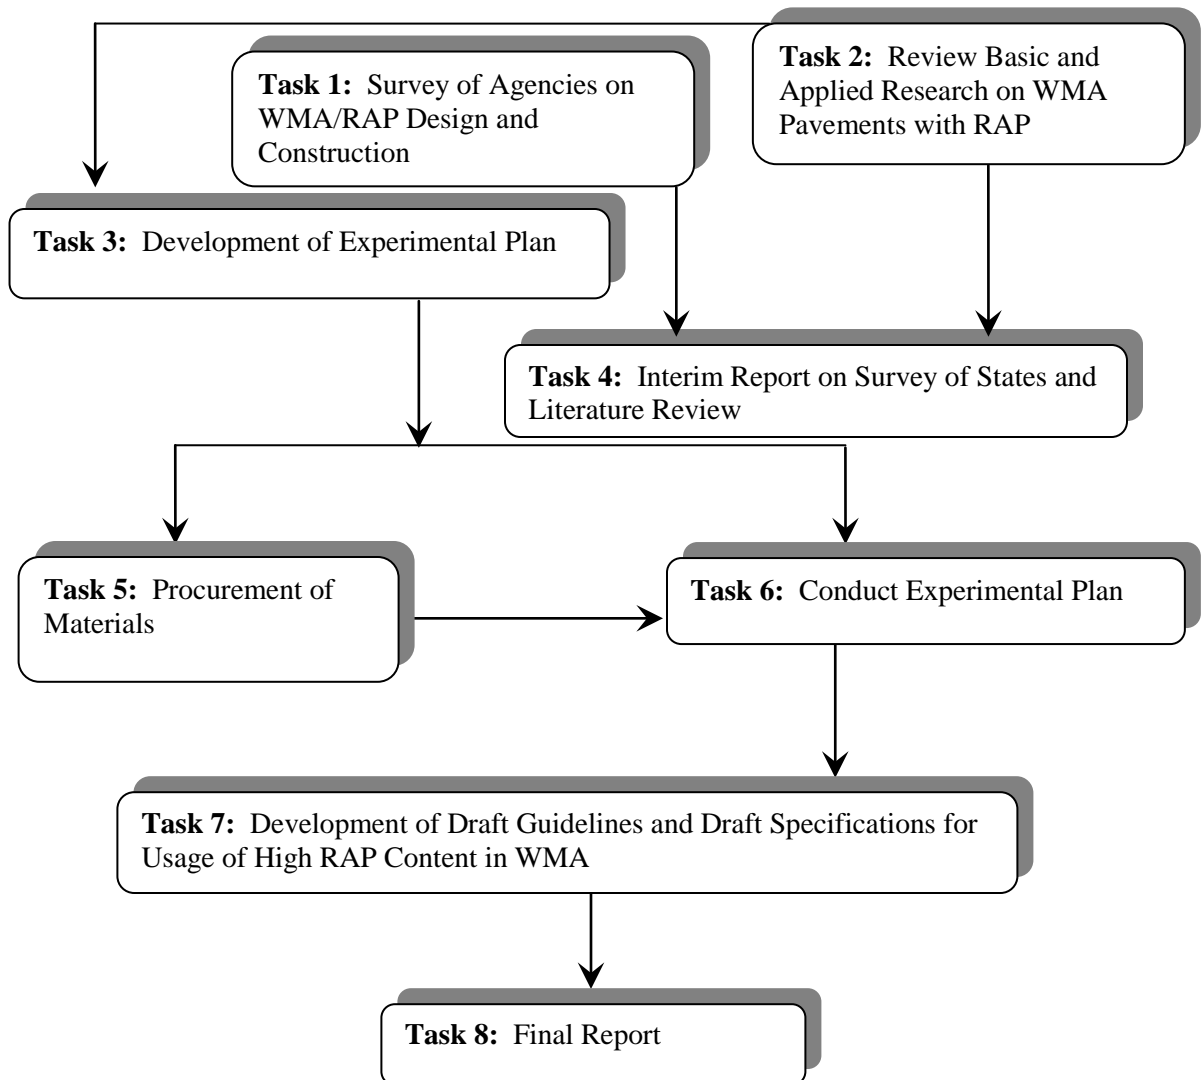 Task 1: Survey of Agencies on
WMA/RAP Design and
Construction
Task 2: Review Basic and
Applied Research on WMA
Pavements with RAP
Task 3: Development of Experimental Plan
Task 4: Interim Report on Survey of States and
Literature Review
Task 5: Procurement of
Materials
Task 6: Conduct Experimental Plan
Task 7: Development of Draft Guidelines and Draft Specifications for
Usage of High RAP Content in WMA
Task 8: Final Report